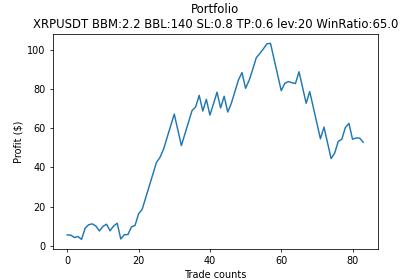 Portfolio
XRPUSDT BBM:2.2 BBL:140 SL:0.8 TP:0.6 lev:20 WinRatio:65.0
100
80
60
40
20
0
Profit ($)
0 20 40 60 80
Trade counts